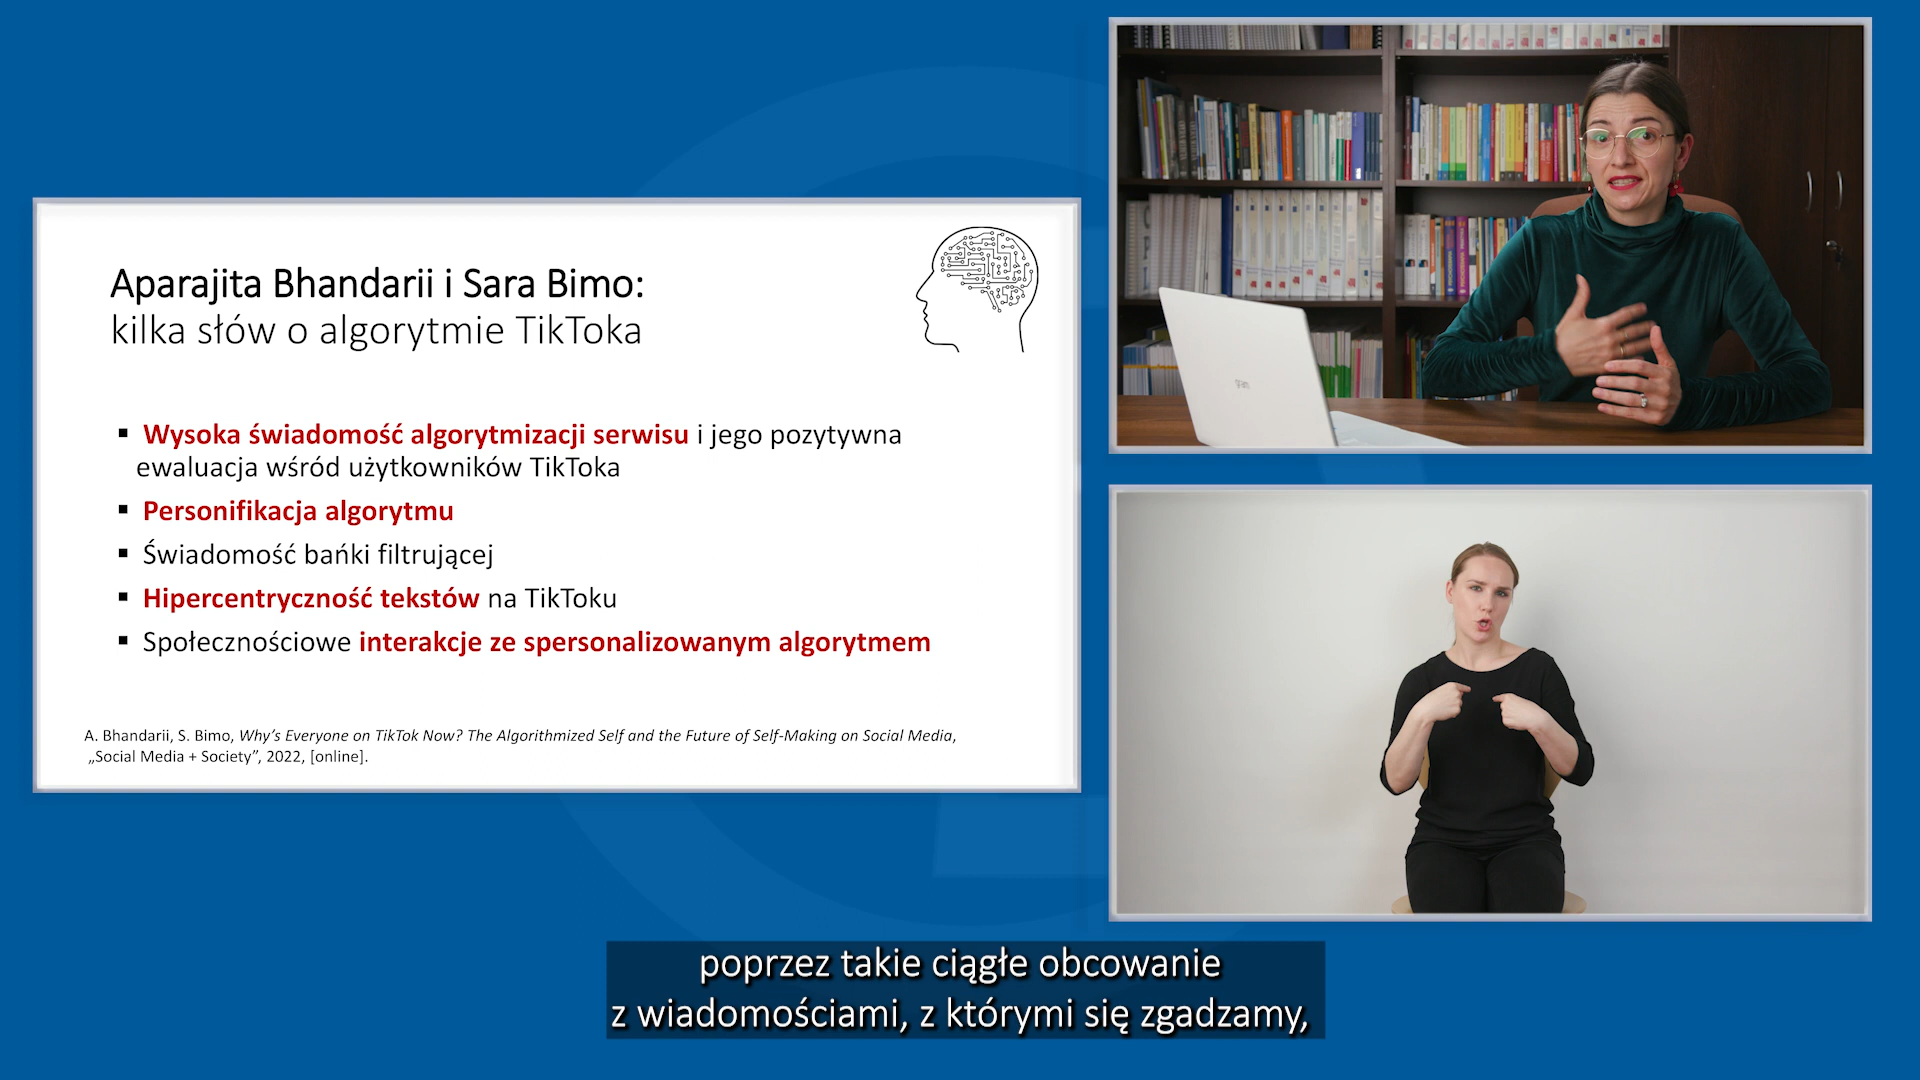 Aparajita Bhandarii i Sara Bimo:
kilka słów o algorytmie TikToka
▪ Wysoka świadomość algorytmizacji serwisu i jego pozytywna
ewaluacja wśród użytkowników TikToka
▪ Personifikacja algorytmu
▪ Świadomość bańki filtrującej
▪ Hipercentryczność tekstów na TikToku
▪ Społecznościowe interakcje ze spersonalizowanym algorytmem
A. Bhandarii, S. Bimo, Why's Everyone on TikTok Now? The Algorithmized Self and the Future of Self-Making on Social Media,
„Social Media + Society”, 2022, [online].
poprzez takie ciągłe obcowanie
z wiadomościami, z którymi się zgadzamy,